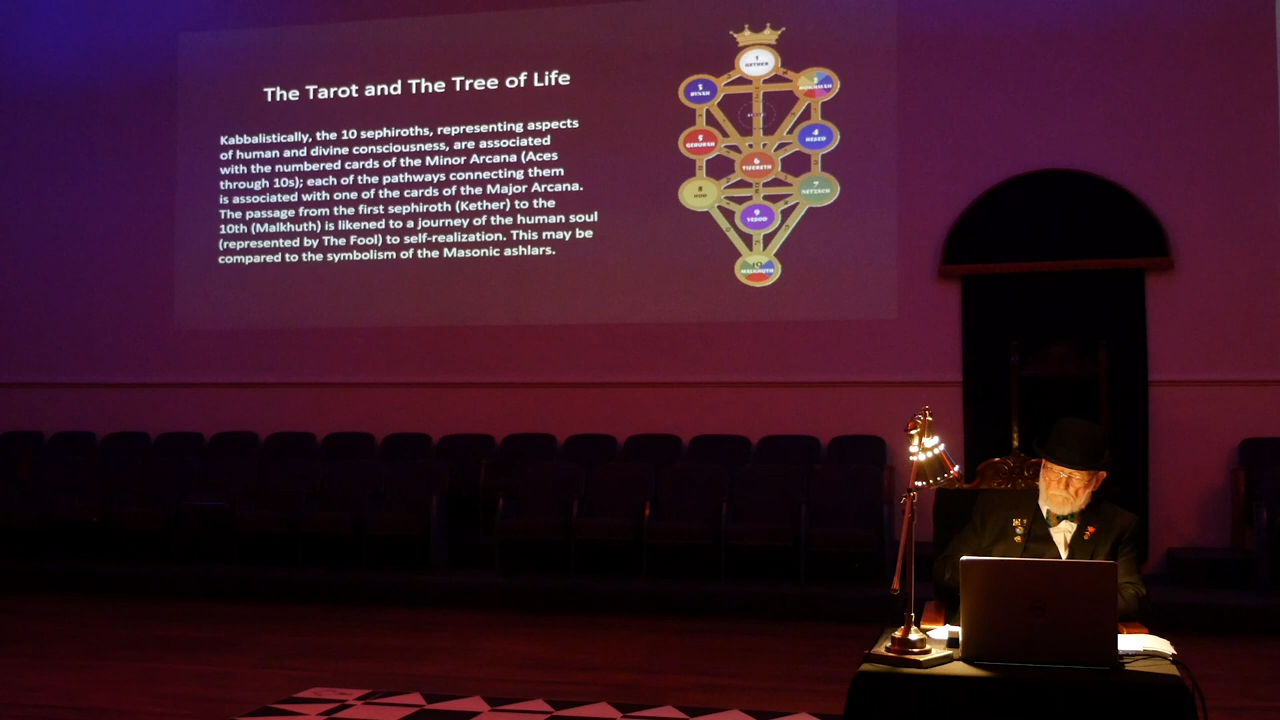 The Tarot and The Tree of Life
Kabbalistically, the 10 sephiroths, representing aspects
of human and divine consciousness, are associated
with the numbered cards of the Minor Arcana (Aces
through 10s); each of the pathways connecting them
is associated with one of the cards of the Major Arcana.
The passage from the first sephiroth (Kether) to the
10th (Malkhuth) is likened to a journey of the human soul
(represented by The Fool) to self-realization. This may be
compared to the symbolism of the Masonic ashlars.
1
KETHER
3
BINAH
2
HOKHMAH
5
GEBURAH
4
HESED
6
TIFERETH
8
HOD
7
NETZACH
9
YESOD
10
MALKHUTH